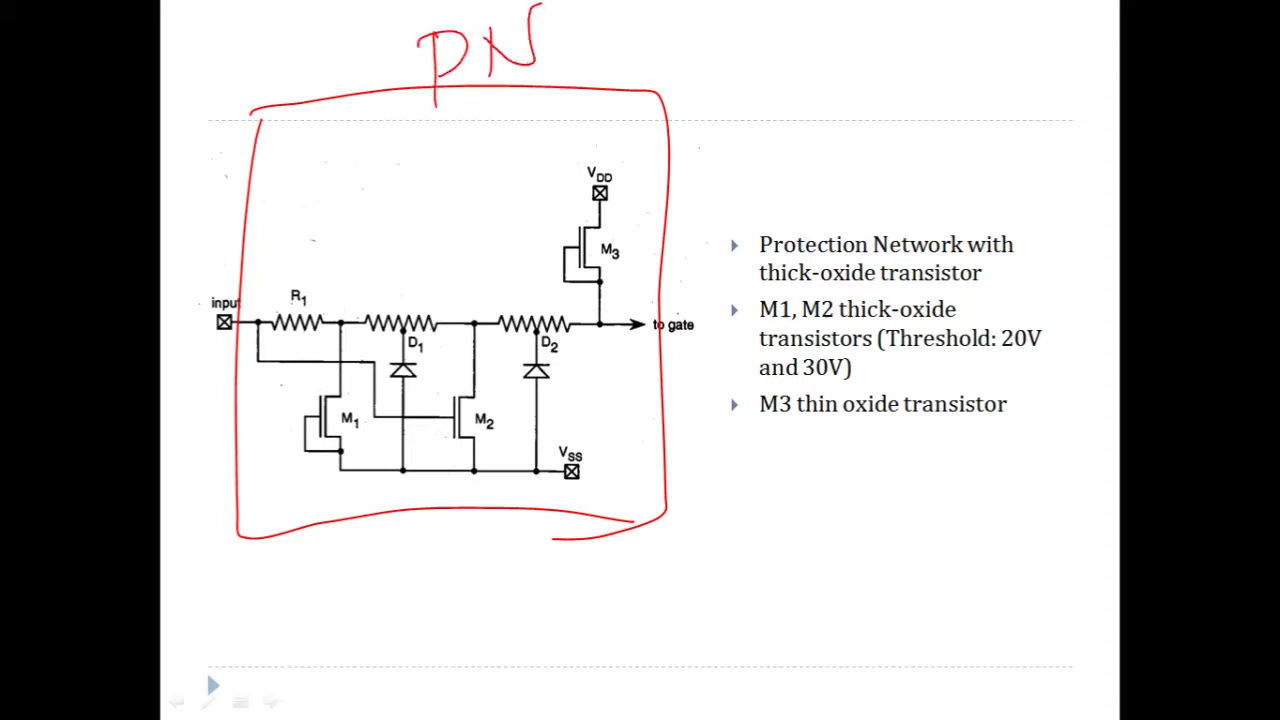 PN
VDD
M3
R1
input
to gate
D1
D2
M1
M2
VSS
Protection Network with
thick-oxide transistor
M1, M2 thick-oxide
transistors (Threshold: 20V
and 30V)
M3 thin oxide transistor